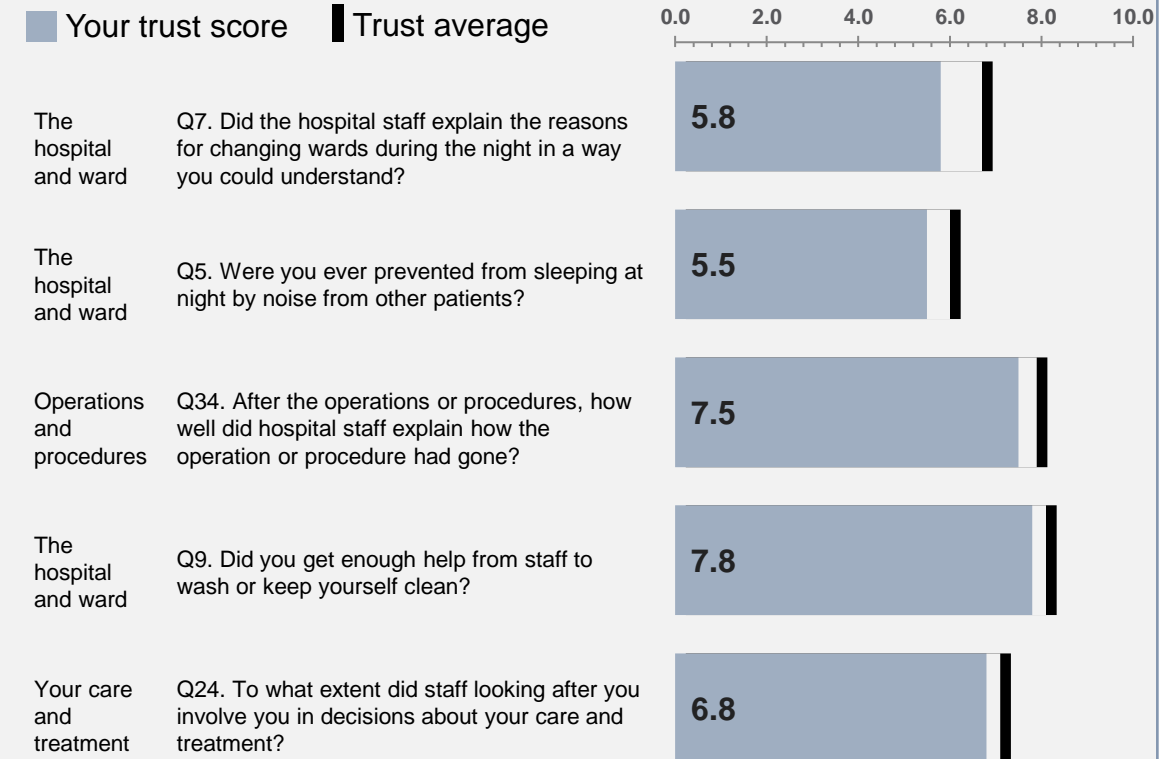 Your trust score Trust average
0.0 2.0 4.0 6.0 8.0 10.0
The
hospital
and ward
Q7. Did the hospital staff explain the reasons
for changing wards during the night in a way
you could understand?
5.8
The
hospital
and ward
Q5. Were you ever prevented from sleeping at
night by noise from other patients?
5.5
Operations
and
procedures
Q34. After the operations or procedures, how
well did hospital staff explain how the
operation or procedure had gone?
7.5
The
hospital
and ward
Q9. Did you get enough help from staff to
wash or keep yourself clean?
7.8
Your care
and
treatment
Q24. To what extent did staff looking after you
involve you in decisions about your care and
treatment?
6.8